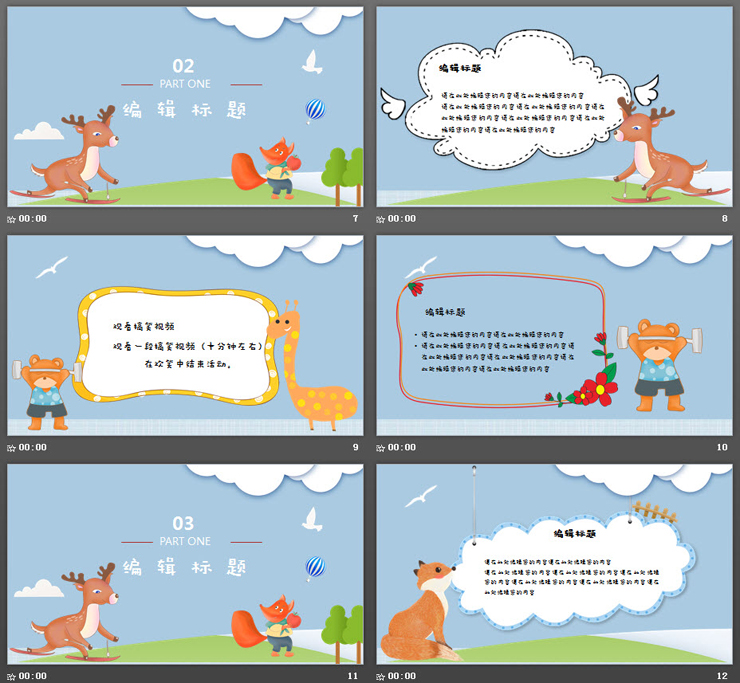 02
PART ONE
编辑标题
00:00
7
编辑标题
请在此处编辑您的内容请在此处编辑您的内容
请在此处编辑您的内容请在此处编辑您的内容请在
此处编辑您的内容请在此处编辑您的内容请在此处
编辑您的内容请在此处编辑您的内容
00:00
8
观看搞笑视频
观看一段搞笑视频（十分钟左右）
在欢笑中结束活动。
00:00
9
编辑标题
• 请在此处编辑您的内容请在此处编辑您的内容
• 请在此处编辑您的内容请在此处编辑您的内容请
在此处编辑您的内容请在此处编辑您的内容请在
此处编辑您的内容请在此处编辑您的内容
00:00
10
03
PART ONE
编辑标题
00:00
11
编辑标题
请在此处编辑您的内容请在此处编辑您的内容
请在此处编辑您的内容请在此处编辑您的内容请在此处编辑
您的内容请在此处编辑您的内容请在此处编辑您的内容请在
此处编辑您的内容
00:00
12